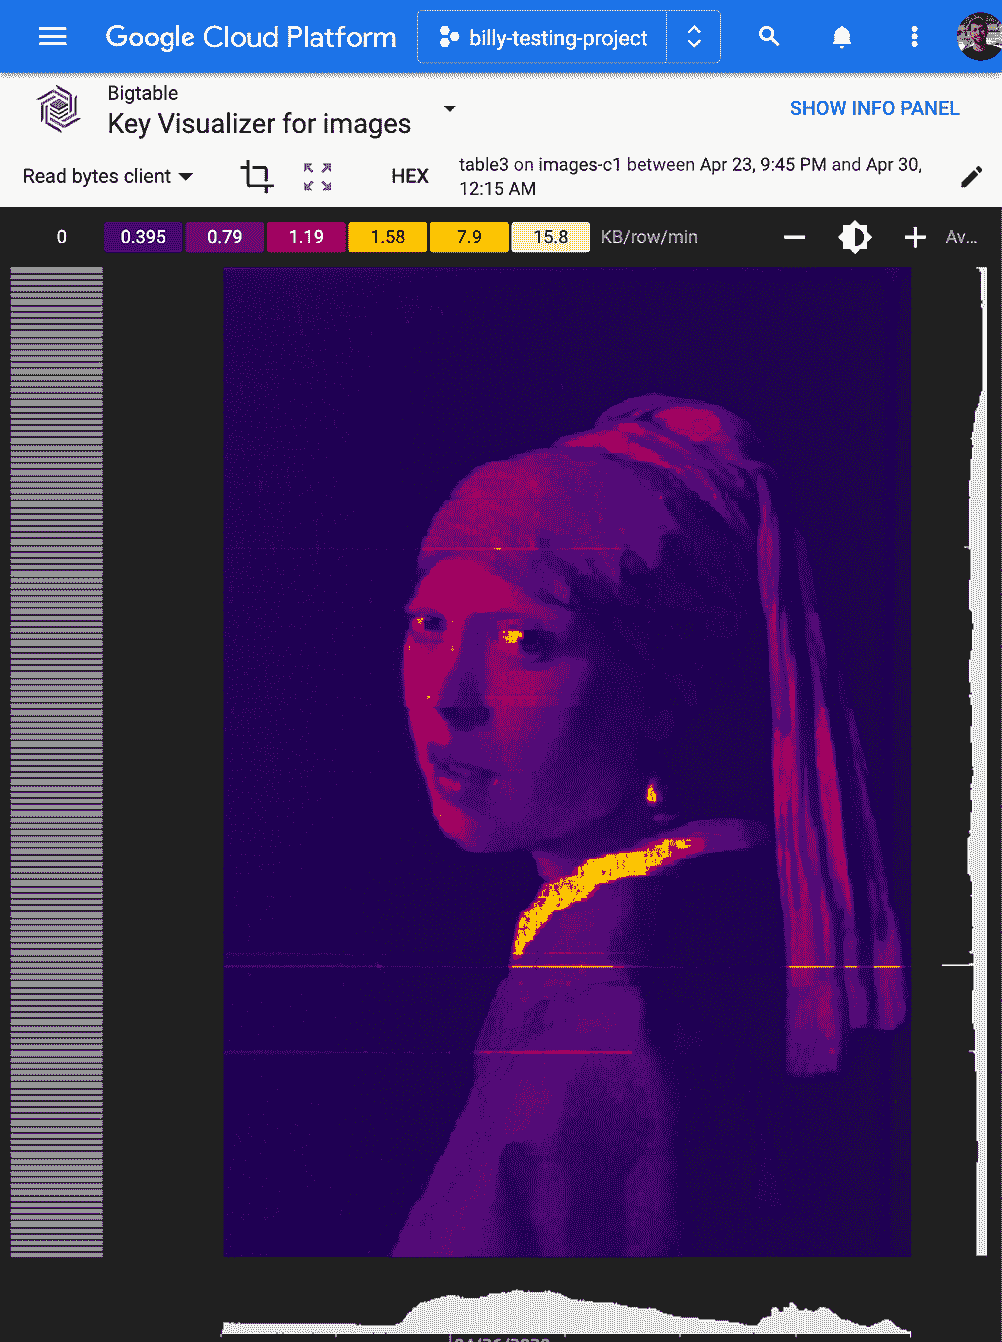 Google Cloud Platform
billy-testing-project
Bigtable
Key Visualizer for images
SHOW INFO PANEL
Read bytes client
HEX
table3 on images-c1 between Apr 23, 9:45 PM and Apr 30,
12:15 AM
0 0.395 0.79 1.19 1.58 7.9 15.8 KB/row/min Av...